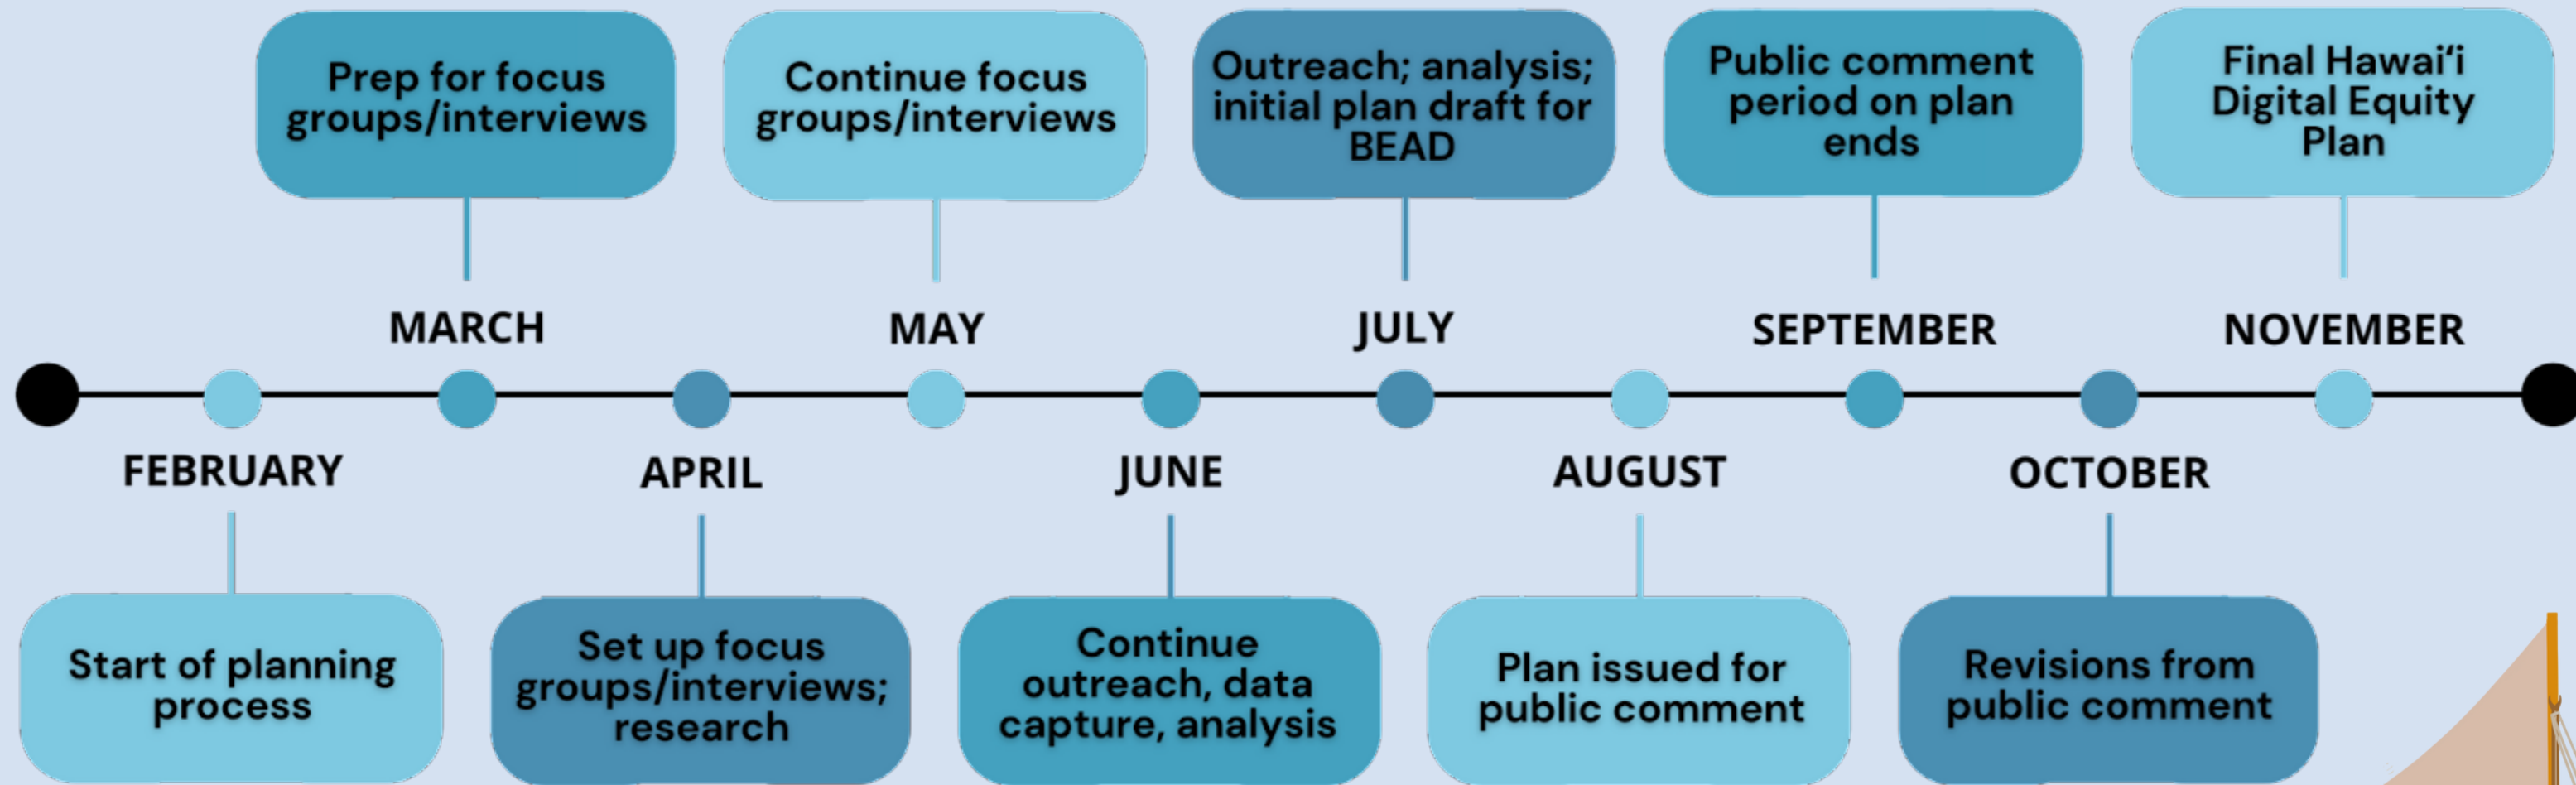 Prep for focus
groups/interviews
Continue focus
groups/interviews
Outreach; analysis;
initial plan draft for
BEAD
Public comment
period on plan
ends
Final Hawaiʻi
Digital Equity
Plan
MARCH
MAY
JULY
SEPTEMBER
NOVEMBER
FEBRUARY
APRIL
JUNE
AUGUST
OCTOBER
Start of planning
process
Set up focus
groups/interviews;
research
Continue
outreach, data
capture, analysis
Plan issued for
public comment
Revisions from
public comment